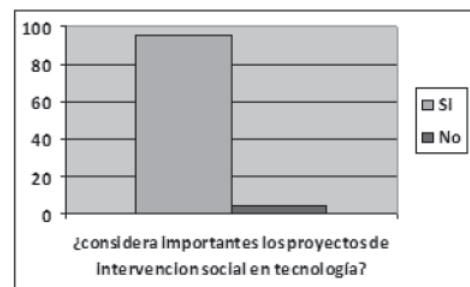 100
80
60
40
20
0
Si
No
¿considera importantes los proyectos de
intervencion social en tecnología?